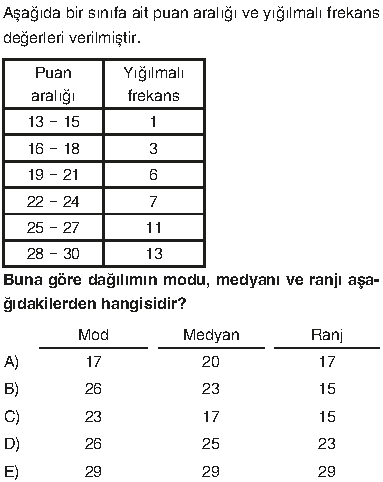 Aşağıda bir sınıfa ait puan aralığı ve yığılmalı frekans
değerleri verilmiştir.
Puan aralığı Yığılmalı frekans
13 – 15 1
16 – 18 3
19 – 21 6
22 – 24 7
25 – 27 11
28 – 30 13
Buna göre dağılımın modu, medyanı ve ranjı aşa-
ğıdakilerden hangisidir?
Mod Medyan Ranj
A) 17 20 17
B) 26 23 15
C) 23 17 15
D) 26 25 23
E) 29 29 29